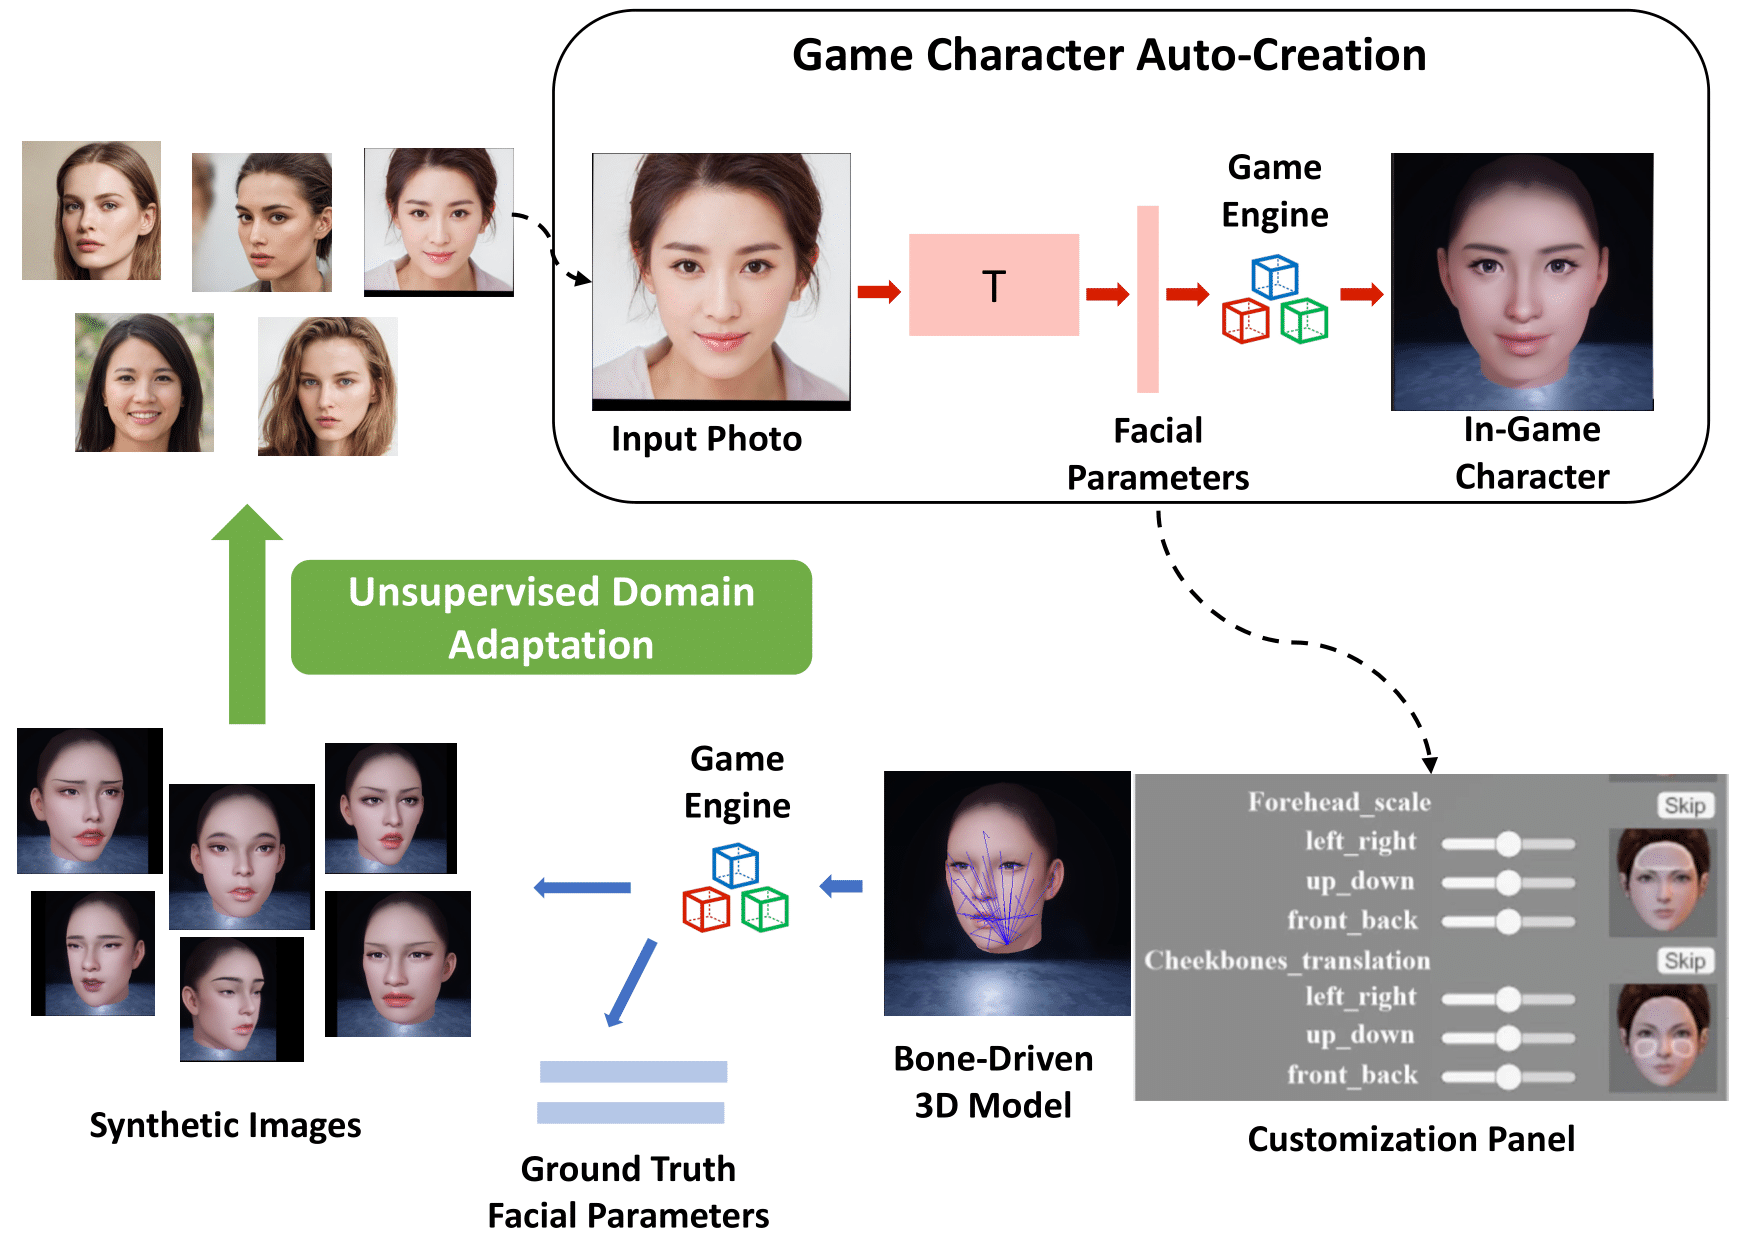 Game Character Auto-Creation
Game
Engine
T
Input Photo
Facial
Parameters
In-Game
Character
Unsupervised Domain
Adaptation
Game
Engine
Forehead_scale
Skip
left_right
up_down
front_back
Cheekbones_translation
Skip
left_right
up_down
front_back
Bone-Driven
3D Model
Synthetic Images
Customization Panel
Ground Truth
Facial Parameters